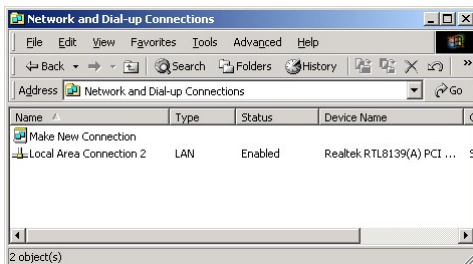 Network and Dial-up Connections
File Edit View Favorites Tools Advanced Help
Back Search Folders History »
Address Network and Dial-up Connections Go
Name Type Status Device Name
Make New Connection
Local Area Connection 2 LAN Enabled Realtek RTL8139(A) PCI ...
2 object(s)